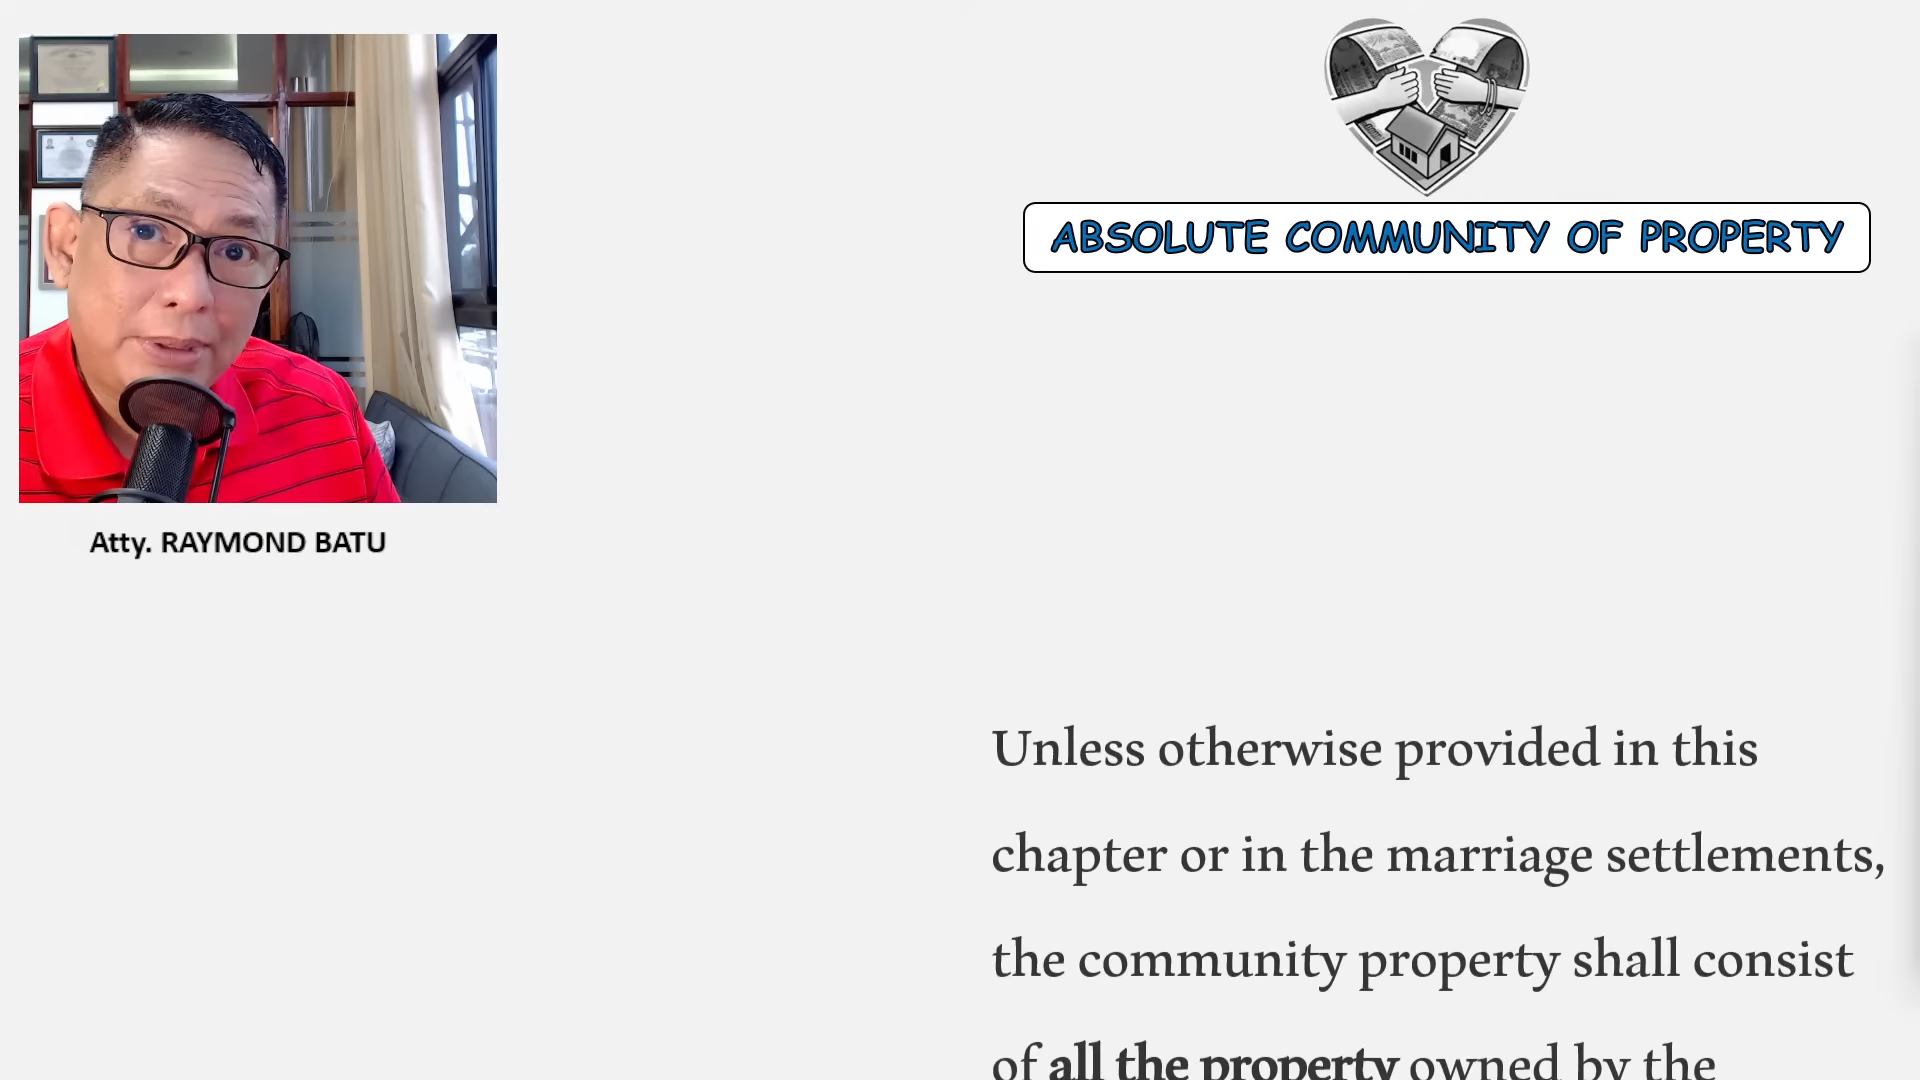 Atty. RAYMOND BATU
ABSOLUTE COMMUNITY OF PROPERTY
Unless otherwise provided in this
chapter or in the marriage settlements,
the community property shall consist
of all the property owned by the